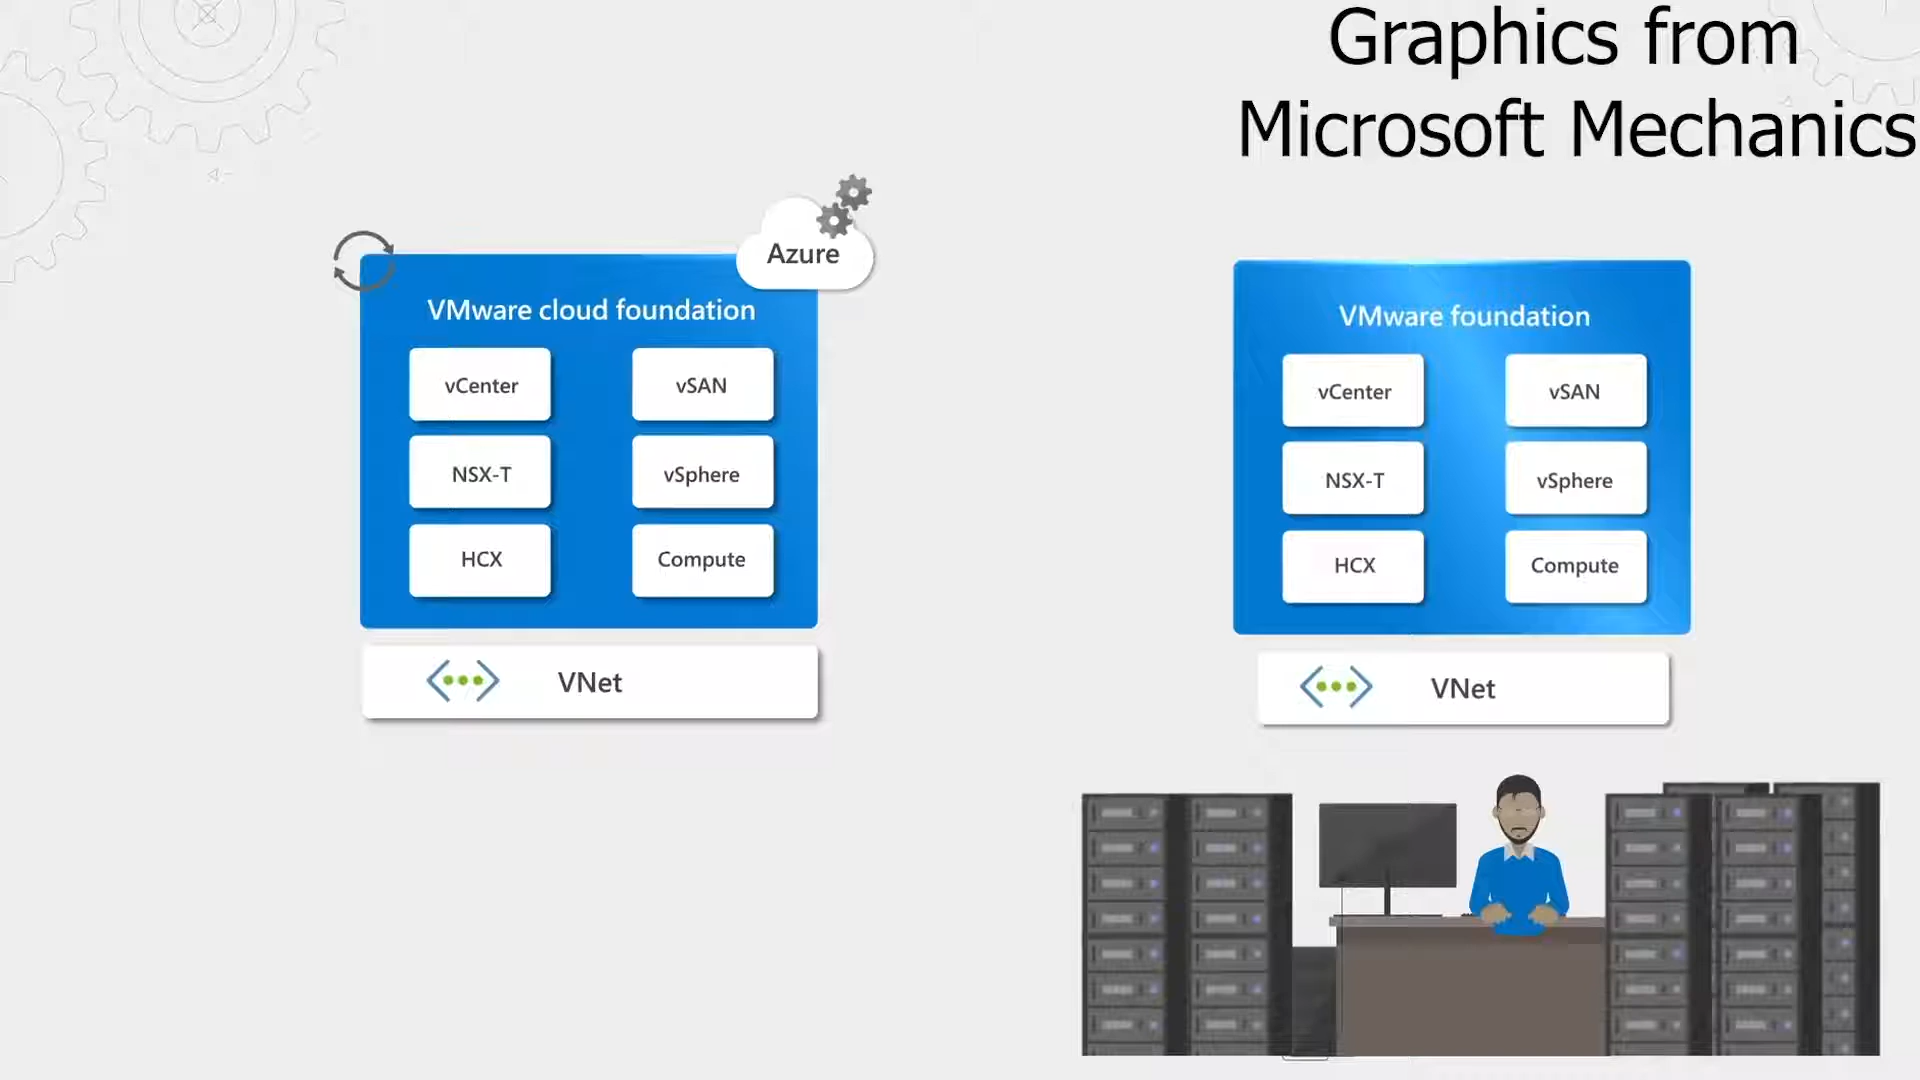 Graphics from
Microsoft Mechanics
Azure
VMware cloud foundation
vCenter
vSAN
NSX-T
vSphere
HCX
Compute
VNet
VMware foundation
vCenter
vSAN
NSX-T
vSphere
HCX
Compute
VNet